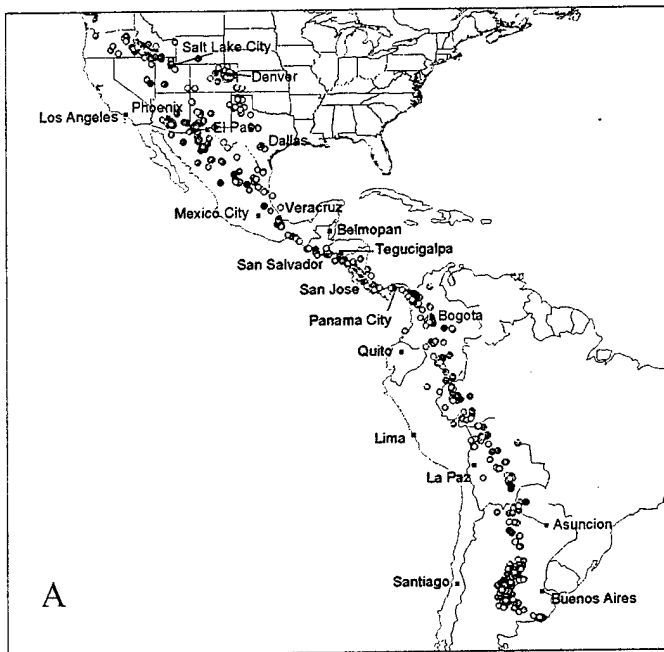 Salt Lake City
Denver
Phoenix
Los Angeles
El Paso
Dallas
Veracruz
Mexico City
Belmopan
Tegucigalpa
San Salvador
San Jose
Panama City
Bogota
Quito
Lima
La Paz
Asuncion
Santiago
Buenos Aires
A